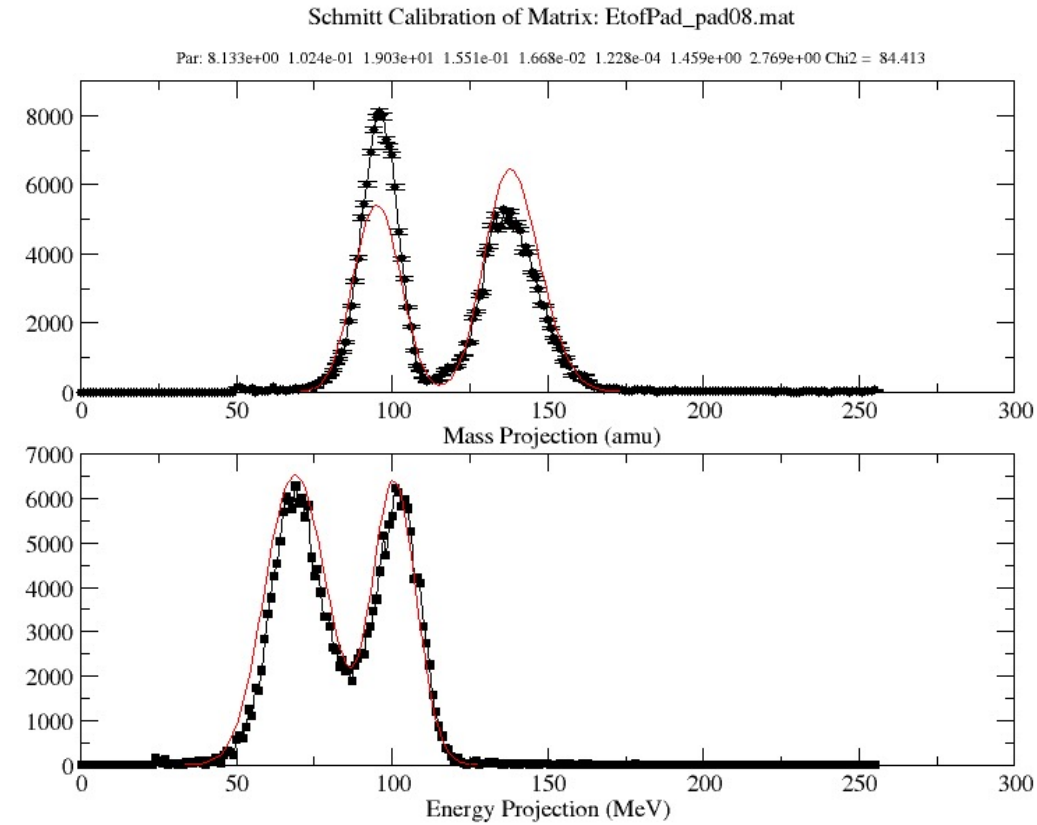 Schmitt Calibration of Matrix: EtofPad_pad08.mat
Par: 8.133e+00 1.024e-01 1.903e+01 1.551e-01 1.668e-02 1.228e-04 1.459e+00 2.769e+00 Chi2 = 84.413
8000
6000
4000
2000
0
0 50 100 150 200 250 300
Mass Projection (amu)
7000
6000
5000
4000
3000
2000
1000
0
0 50 100 150 200 250 300
Energy Projection (MeV)